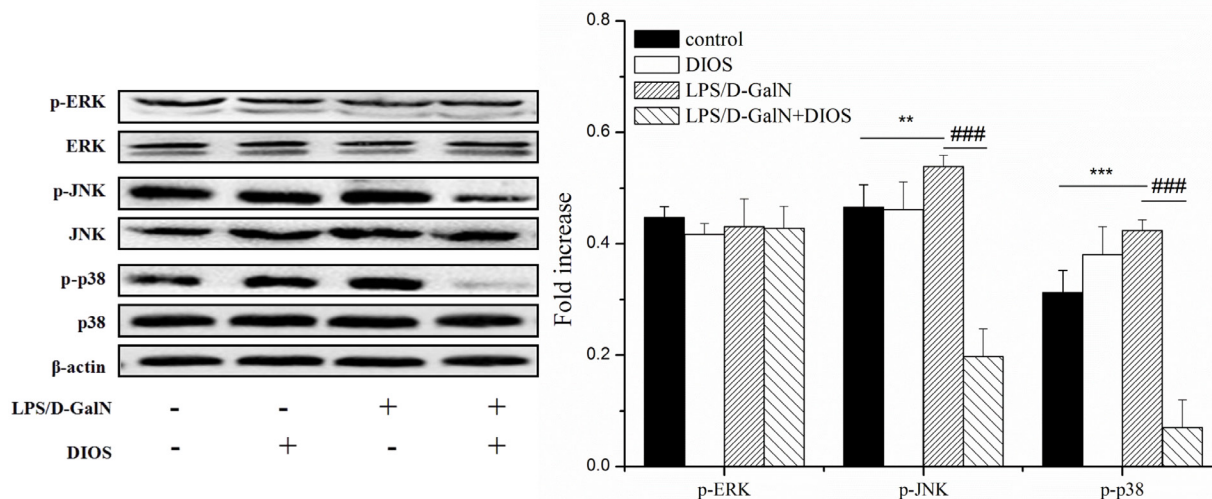 p-ERK
ERK
p-JNK
JNK
p-p38
p38
β-actin
LPS/D-GalN - - + +
DIOS - + - +
Fold increase
0.8
0.6
0.4
0.2
0.0
control
DIOS
LPS/D-GalN
LPS/D-GalN+DIOS
** ###
*** ###
p-ERK p-JNK p-p38